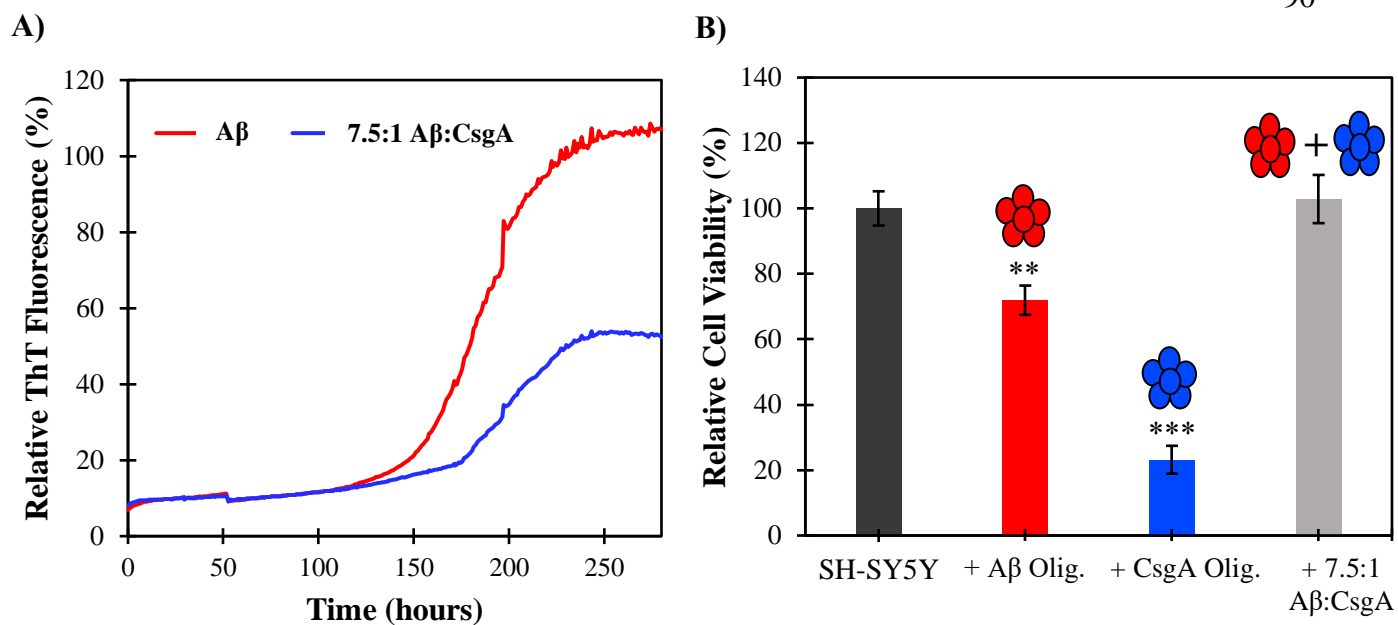 A)
Relative ThT Fluorescence (%)
120
100
80
60
40
20
0
Aβ
7.5:1 Aβ:CsgA
0 50 100 150 200 250
Time (hours)
B)
Relative Cell Viability (%)
140
120
100
80
60
40
20
0
+
**
***
SH-SY5Y + Aβ Olig. + CsgA Olig. + 7.5:1
Aβ:CsgA